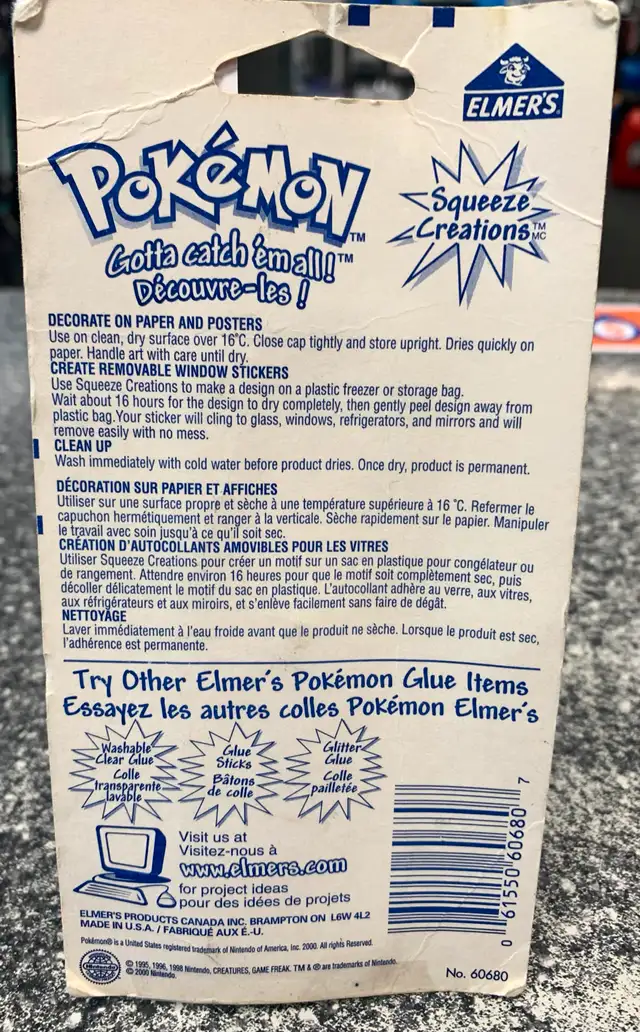 ELMER'S
POKéMON™
Gotta catch 'em all!™
Découvre-les !
Squeeze
Creations™ MC
DECORATE ON PAPER AND POSTERS
Use on clean, dry surface over 16°C. Close cap tightly and store upright. Dries quickly on
paper. Handle art with care until dry.
CREATE REMOVABLE WINDOW STICKERS
Use Squeeze Creations to make a design on a plastic freezer or storage bag.
Wait about 16 hours for the design to dry completely, then gently peel design away from
plastic bag.Your sticker will cling to glass, windows, refrigerators, and mirrors and will
remove easily with no mess.
CLEAN UP
Wash immediately with cold water before product dries. Once dry, product is permanent.
DÉCORATION SUR PAPIER ET AFFICHES
Utiliser sur une surface propre et sèche à une température supérieure à 16 °C. Refermer le
capuchon hermétiquement et ranger à la verticale. Sèche rapidement sur le papier. Manipuler
le travail avec soin jusqu'à ce qu'il soit sec.
CRÉATION D'AUTOCOLLANTS AMOVIBLES POUR LES VITRES
Utiliser Squeeze Creations pour créer un motif sur un sac en plastique pour congélateur ou
de rangement. Attendre environ 16 heures pour que le motif soit complètement sec, puis
décoller délicatement le motif du sac en plastique. L'autocollant adhère au verre, aux vitres,
aux réfrigérateurs et aux miroirs, et s'enlève facilement sans faire de dégât.
NETTOYAGE
Laver immédiatement à l'eau froide avant que le produit ne sèche. Lorsque le produit est sec,
l'adhérence est permanente.
Try Other Elmer's Pokémon Glue Items
Essayez les autres colles Pokémon Elmer's
Washable
Clear Glue
Colle
transparente
lavable
Glue
Sticks
Bâtons
de colle
Glitter
Glue
Colle
pailletée
Visit us at
Visitez-nous à
www.elmers.com
for project ideas
pour des idées de projets
0 61550 60680 7
ELMER'S PRODUCTS CANADA INC. BRAMPTON ON L6W 4L2
MADE IN U.S.A. / FABRIQUÉ AUX É.-U.
Pokémon® is a United States registered trademark of Nintendo of America, Inc. 2000. All rights Reserved.
Nintendo
© 1995, 1996, 1998 Nintendo, CREATURES, GAME FREAK. TM & ® are trademarks of Nintendo.
© 2000 Nintendo.
No. 60680